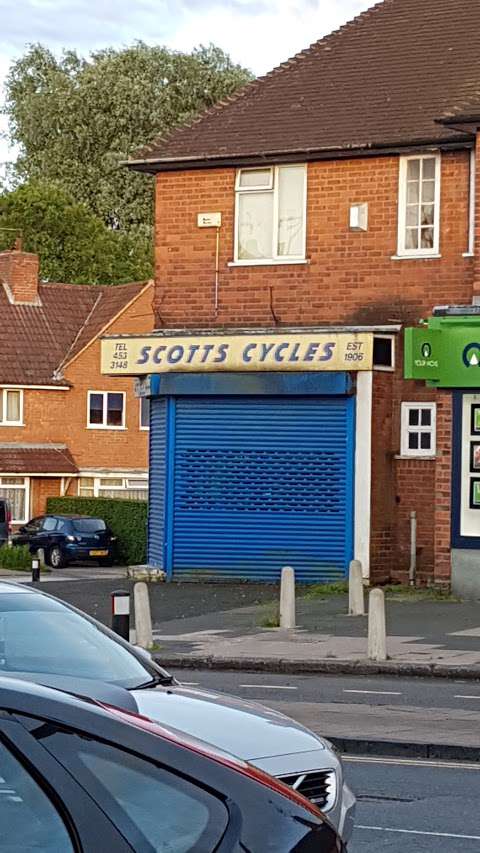 TEL
453
3148
SCOTTS CYCLES
EST
1906